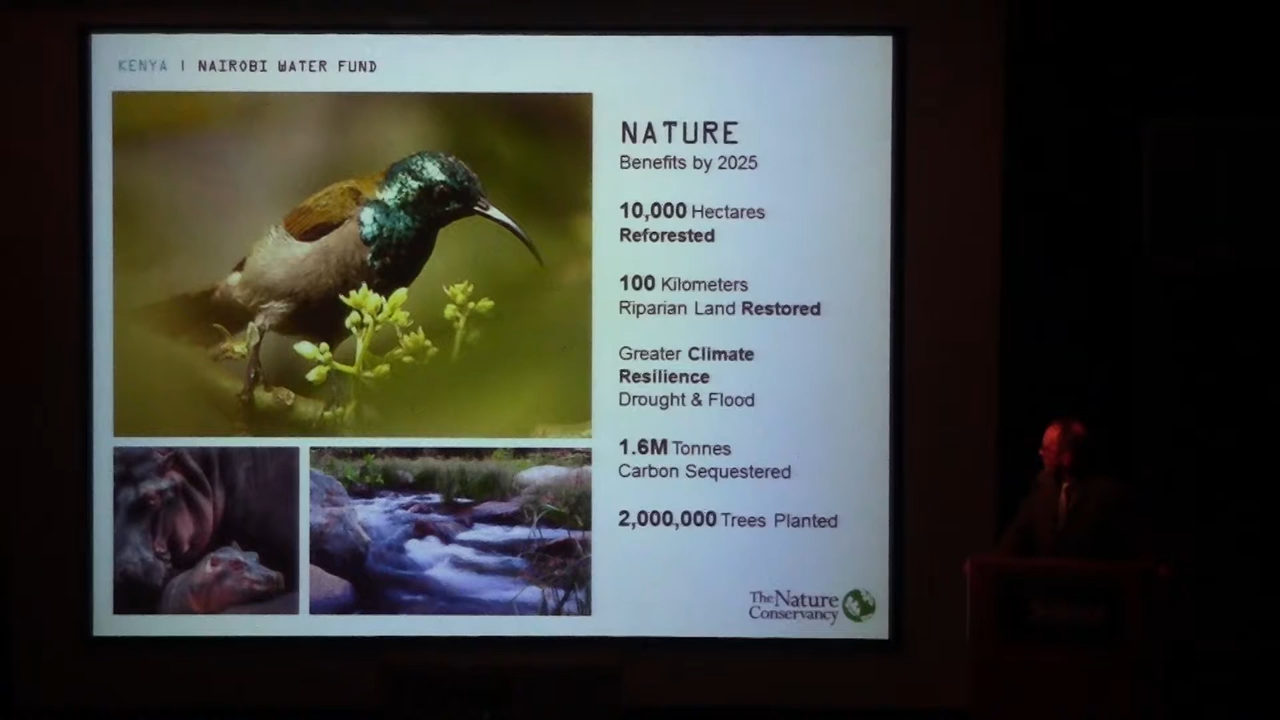 KENYA | NAIROBI WATER FUND
NATURE
Benefits by 2025
10,000 Hectares
Reforested
100 Kilometers
Riparian Land Restored
Greater Climate
Resilience
Drought & Flood
1.6M Tonnes
Carbon Sequestered
2,000,000 Trees Planted
The Nature
Conservancy